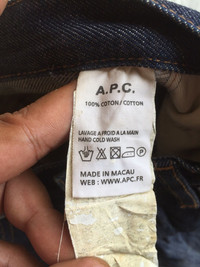 A.P.C.
100% COTON / COTTON
LAVAGE A FROID A LA MAIN
HAND COLD WASH
MADE IN MACAU
WEB : WWW.APC.FR